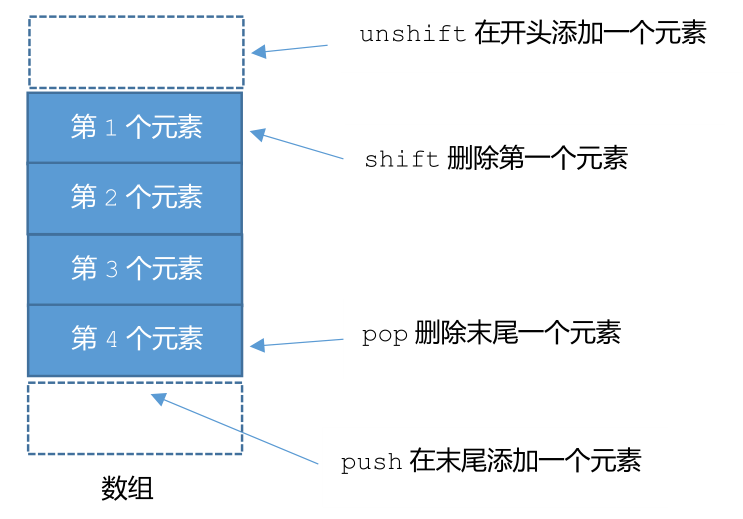 unshift 在开头添加一个元素
第 1 个元素
shift 删除第一个元素
第 2 个元素
第 3 个元素
第 4 个元素
pop 删除末尾一个元素
push 在末尾添加一个元素
数组